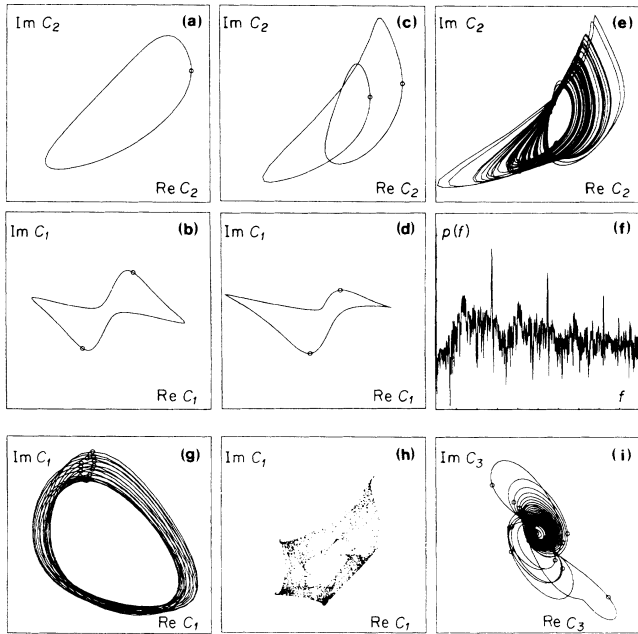 Im C₂ (a)
Re C₂
Im C₂ (c)
Re C₂
Im C₂ (e)
Re C₂
Im C₁ (b)
Re C₁
Im C₁ (d)
Re C₁
p(f) (f)
f
Im C₁ (g)
Re C₁
Im C₁ (h)
Re C₁
Im C₃ (i)
Re C₃